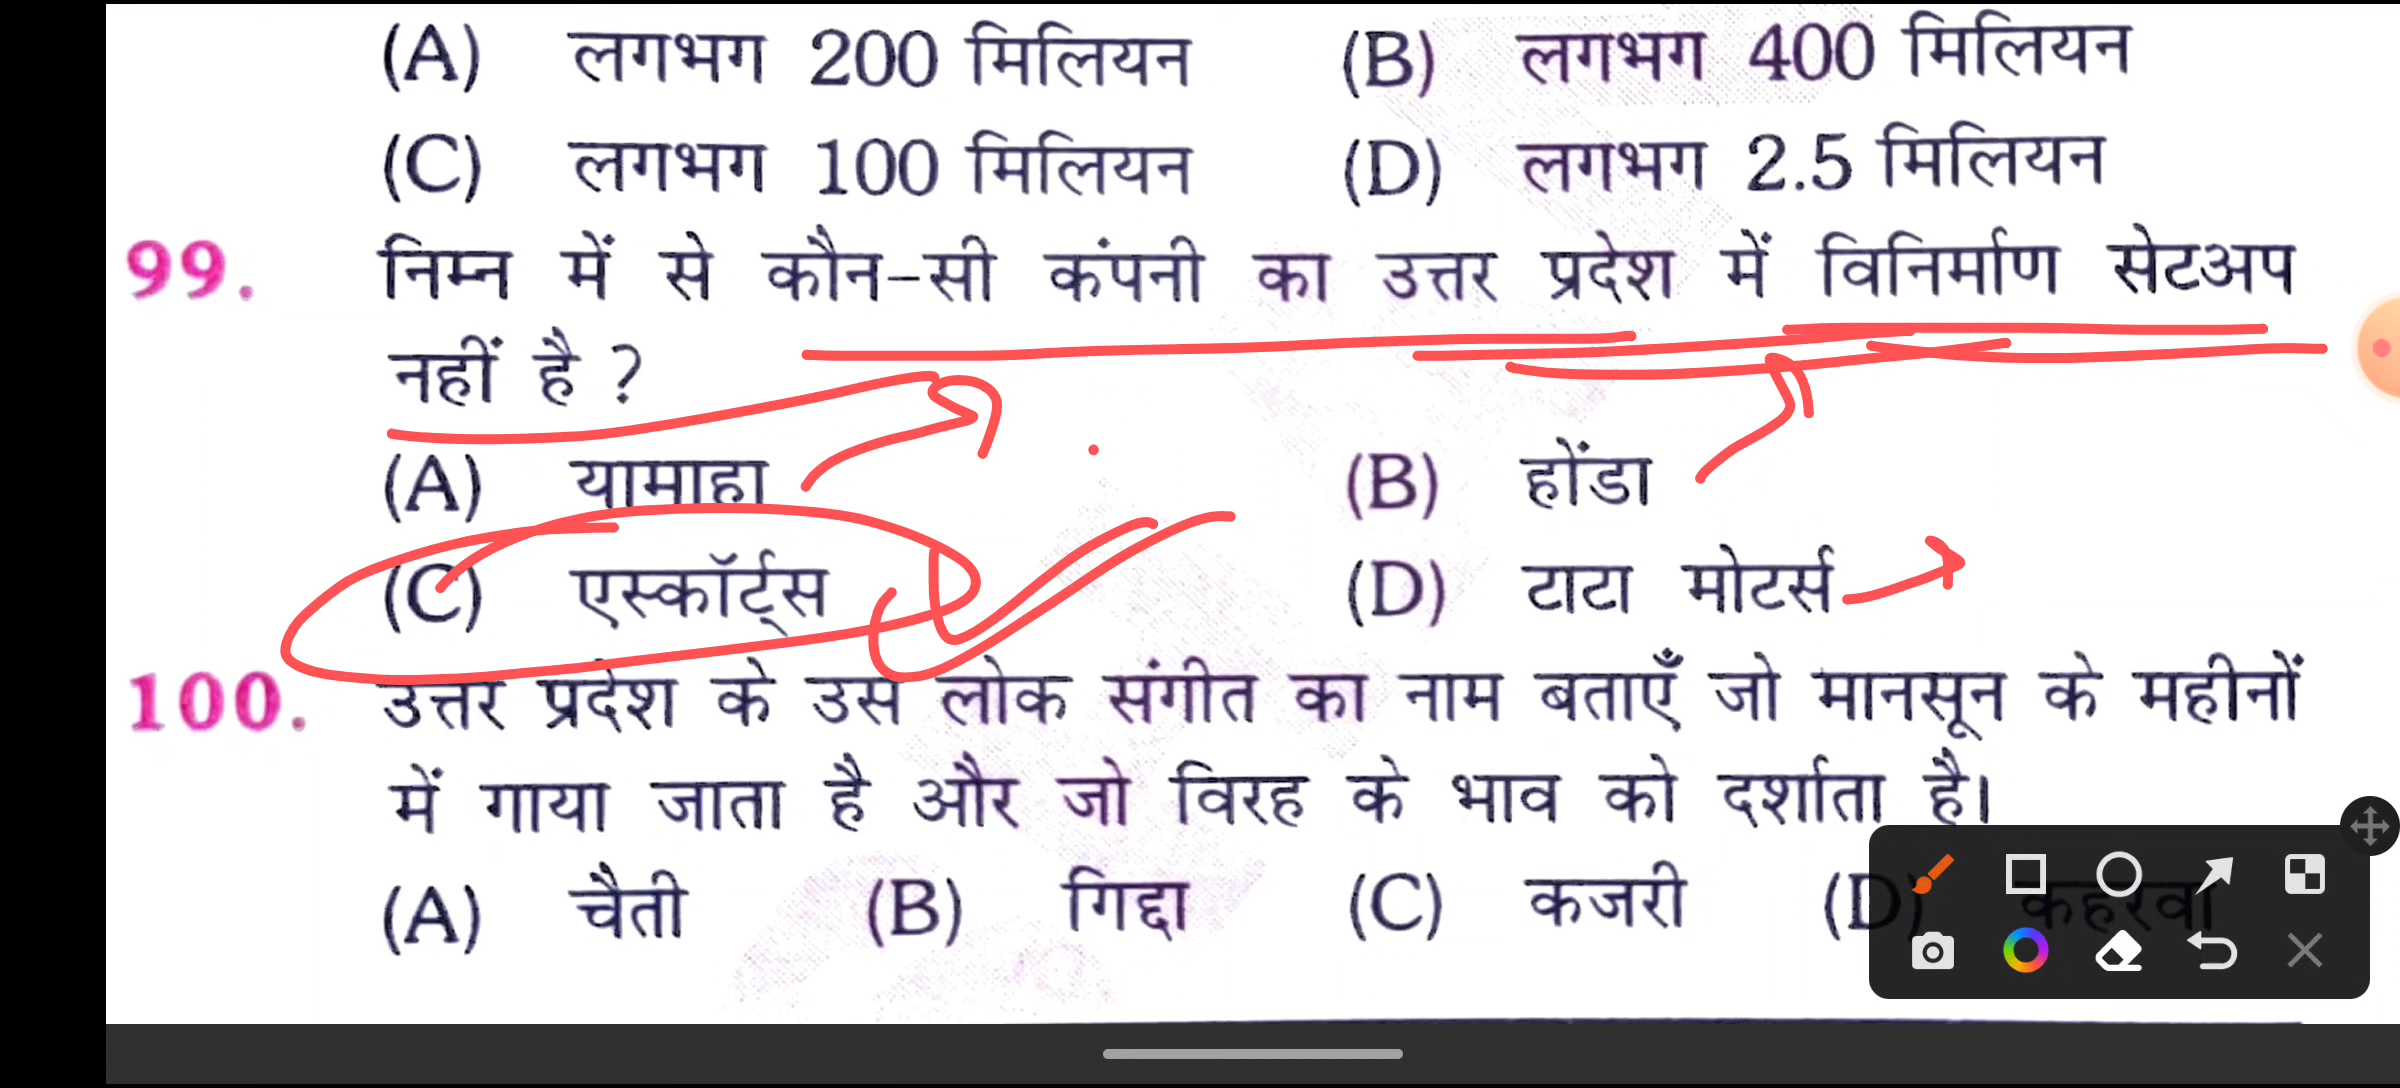 (A) लगभग 200 मिलियन (B) लगभग 400 मिलियन
(C) लगभग 100 मिलियन (D) लगभग 2.5 मिलियन
99. निम्न में से कौन-सी कंपनी का उत्तर प्रदेश में विनिर्माण सेटअप
नहीं है ?
(A) यामाहा (B) होंडा
(C) एस्कॉर्ट्स (D) टाटा मोटर्स
100. उत्तर प्रदेश के उस लोक संगीत का नाम बताएँ जो मानसून के महीनों
में गाया जाता है और जो विरह के भाव को दर्शाता है।
(A) चैती (B) गिद्दा (C) कजरी (D) कहरवा